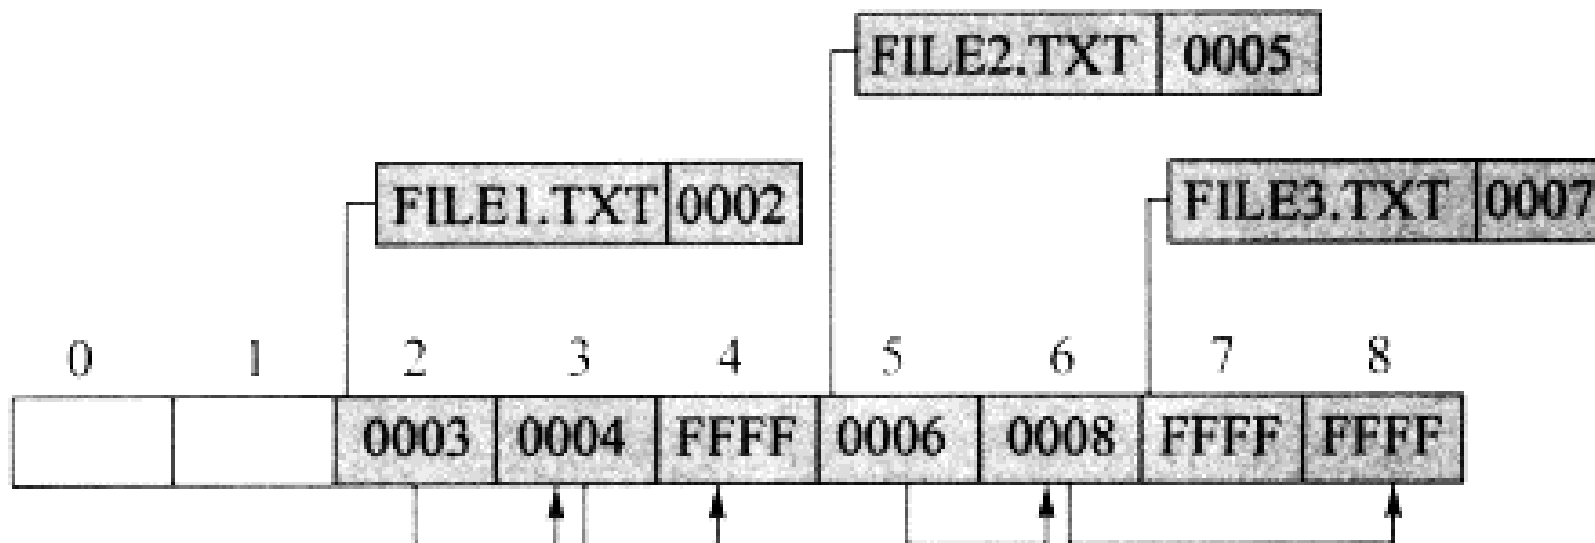 FILE2.TXT 0005
FILE1.TXT 0002
FILE3.TXT 0007
0 1 2 3 4 5 6 7 8
0003 0004 FFFF 0006 0008 FFFF FFFF